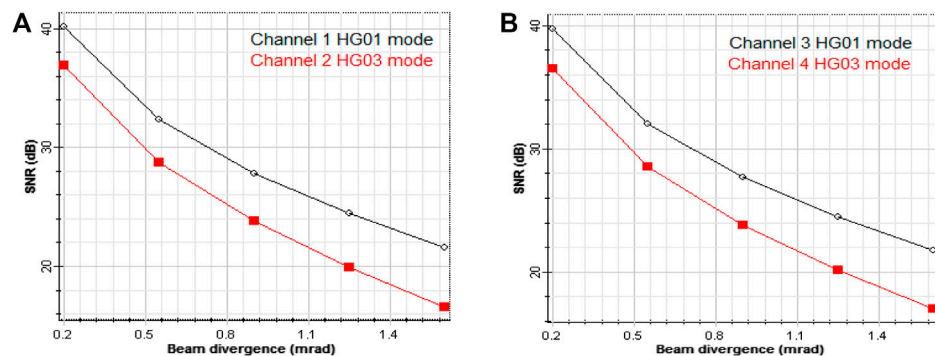 A
Channel 1 HG01 mode
Channel 2 HG03 mode
SNR (dB)
40
30
20
0.2 0.5 0.8 1.1 1.4
Beam divergence (mrad)
B
Channel 3 HG01 mode
Channel 4 HG03 mode
SNR (dB)
40
30
20
0.2 0.5 0.8 1.1 1.4
Beam divergence (mrad)